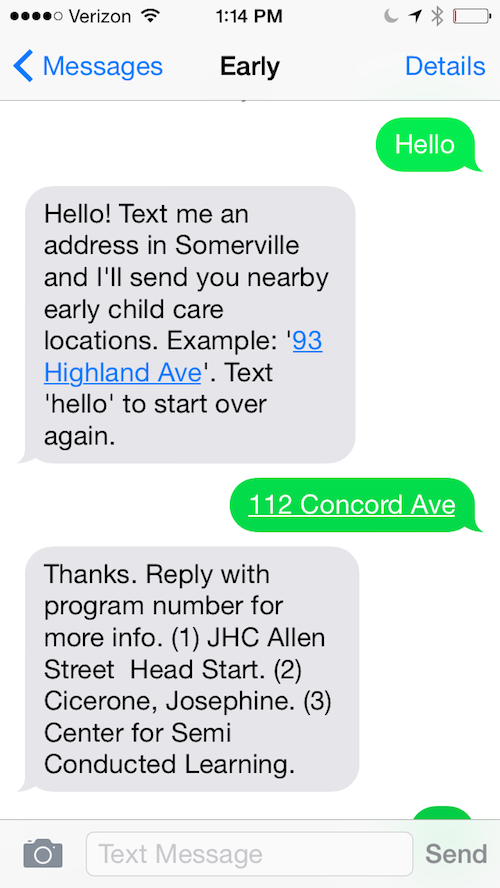 Verizon 1:14 PM
Messages Early Details
Hello
Hello! Text me an
address in Somerville
and I'll send you nearby
early child care
locations. Example: '93
Highland Ave'. Text
'hello' to start over
again.
112 Concord Ave
Thanks. Reply with
program number for
more info. (1) JHC Allen
Street  Head Start. (2)
Cicerone, Josephine. (3)
Center for Semi
Conducted Learning.
Text Message Send